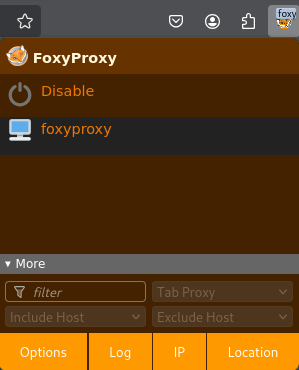 foxy
FoxyProxy
Disable
foxyproxy
▾ More
filter
Tab Proxy
Include Host
Exclude Host
Options
Log
IP
Location